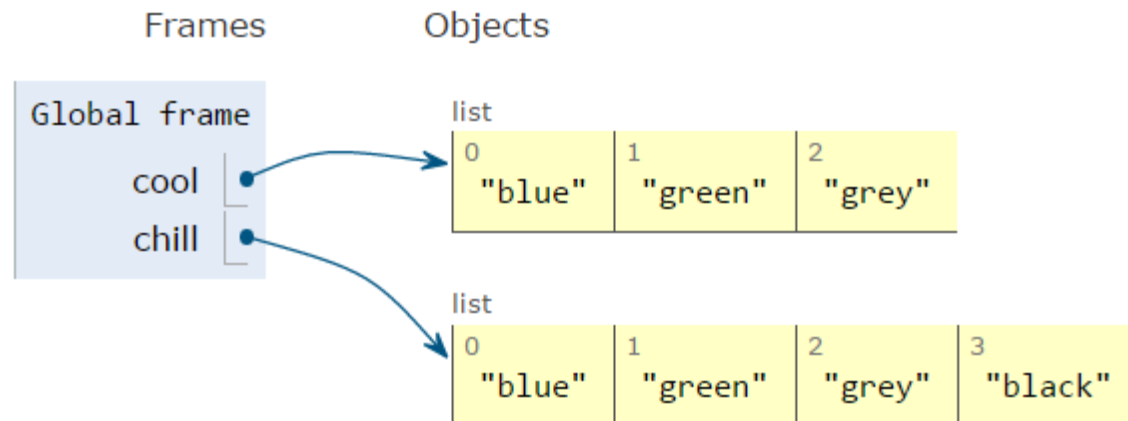 Frames Objects
Global frame
cool
chill
list
0 1 2
"blue" "green" "grey"
list
0 1 2 3
"blue" "green" "grey" "black"